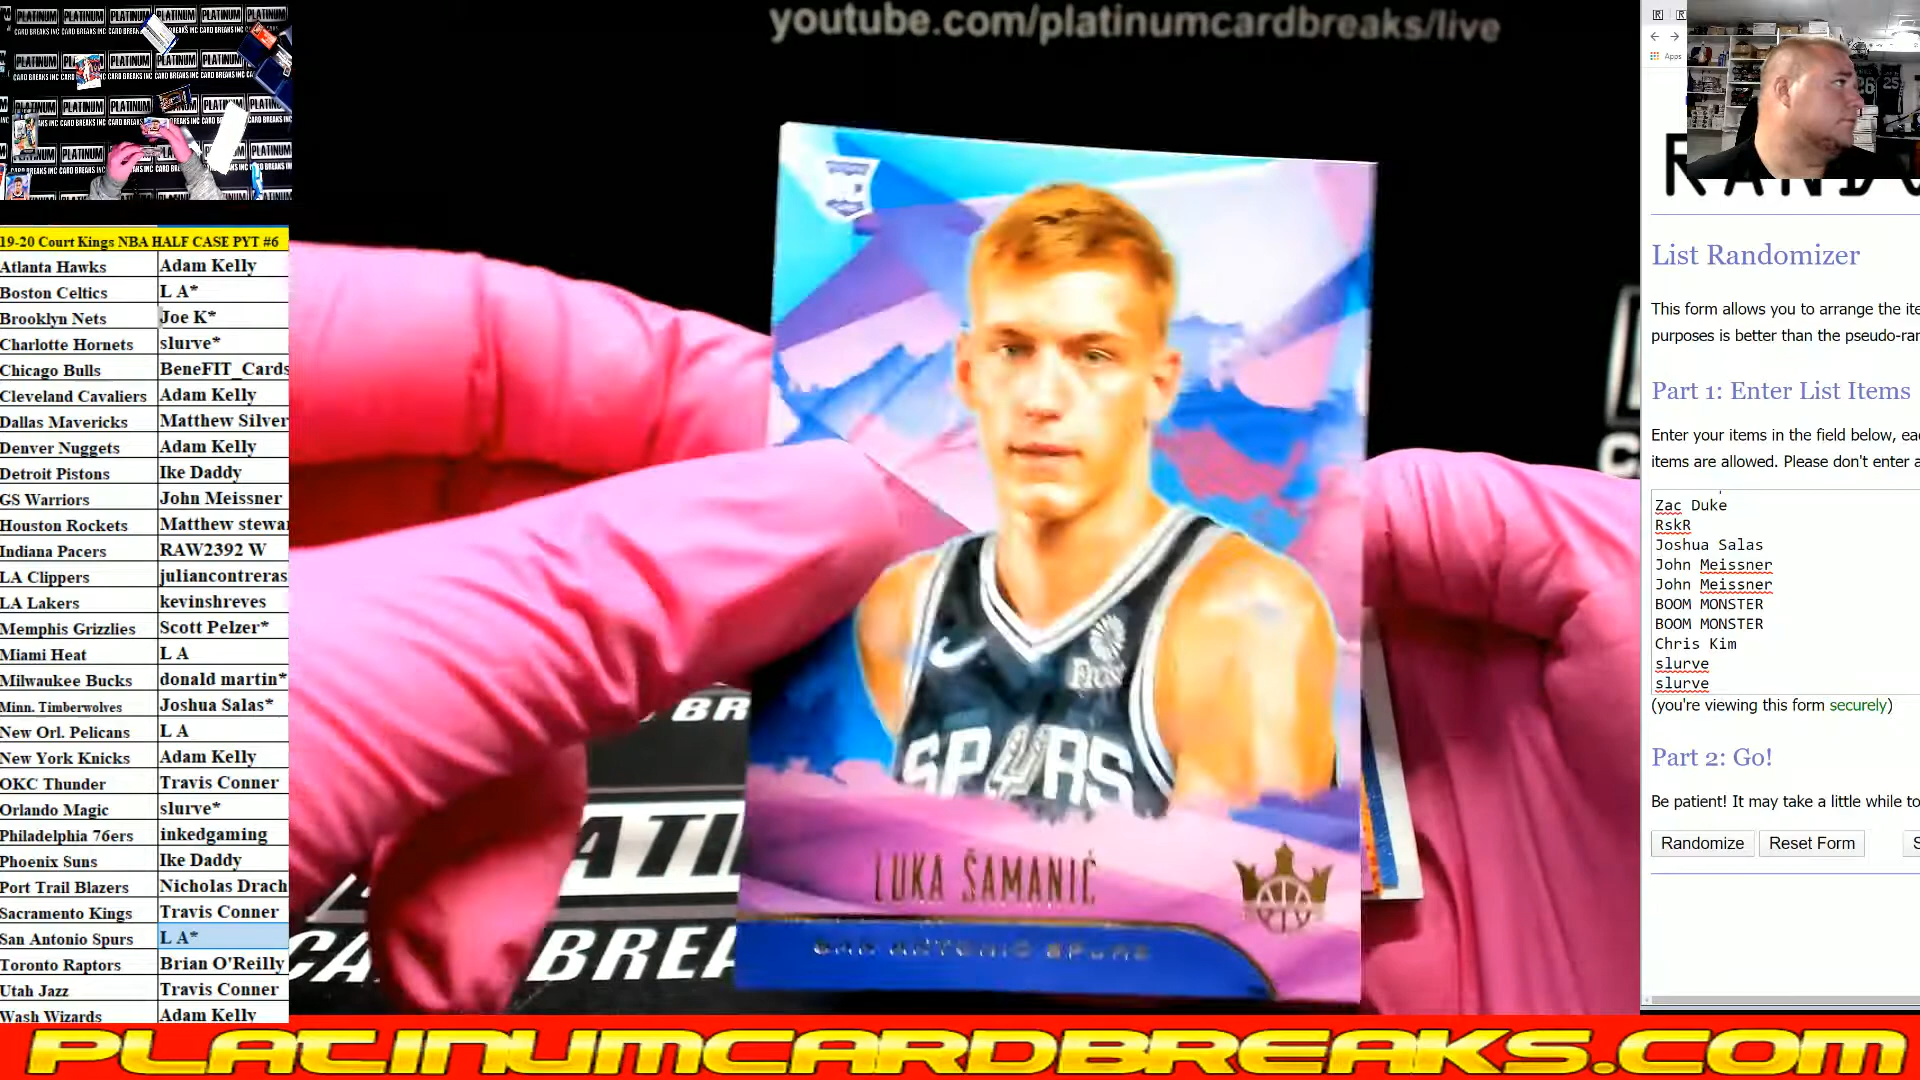 youtube.com/platinumcardbreaks/live
19-20 Court Kings NBA HALF CASE PYT #6
Atlanta Hawks Adam Kelly
Boston Celtics L A*
Brooklyn Nets Joe K*
Charlotte Hornets slurve*
Chicago Bulls BeneFIT_Cards
Cleveland Cavaliers Adam Kelly
Dallas Mavericks Matthew Silver
Denver Nuggets Adam Kelly
Detroit Pistons Ike Daddy
GS Warriors John Meissner
Houston Rockets Matthew stewar
Indiana Pacers RAW2392 W
LA Clippers juliancontreras
LA Lakers kevinshreves
Memphis Grizzlies Scott Pelzer*
Miami Heat L A
Milwaukee Bucks donald martin*
Minn. Timberwolves Joshua Salas*
New Orl. Pelicans L A
New York Knicks Adam Kelly
OKC Thunder Travis Conner
Orlando Magic slurve*
Philadelphia 76ers inkedgaming
Phoenix Suns Ike Daddy
Port Trail Blazers Nicholas Drach
Sacramento Kings Travis Conner
San Antonio Spurs L A*
Toronto Raptors Brian O'Reilly
Utah Jazz Travis Conner
Wash Wizards Adam Kelly
SPURS
LUKA ŠAMANIĆ
SAN ANTONIO SPURS
Apps
List Randomizer
This form allows you to arrange the ite
purposes is better than the pseudo-ran
Part 1: Enter List Items
Enter your items in the field below, ea
items are allowed. Please don't enter a
Zac Duke
RskR
Joshua Salas
John Meissner
John Meissner
BOOM MONSTER
BOOM MONSTER
Chris Kim
slurve
slurve
(you're viewing this form securely)
Part 2: Go!
Be patient! It may take a little while to
Randomize Reset Form S
PLATINUMCARDBREAKS.COM